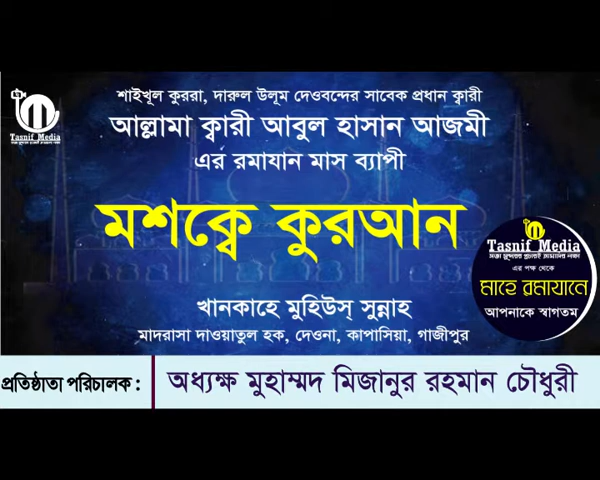 Tasnif Media
শাইখুল কুররা, দারুল উলূম দেওবন্দের সাবেক প্রধান ক্বারী
আল্লামা ক্বারী আবুল হাসান আজমী
এর রমাযান মাস ব্যাপী
মশক্বে কুরআন
খানকাহে মুহিউস্ সুন্নাহ
মাদরাসা দাওয়াতুল হক, দেওনা, কাপাসিয়া, গাজীপুর
Tasnif Media
এর পক্ষ থেকে
মাহে রমাযানে
আপনাকে স্বাগতম
প্রতিষ্ঠাতা পরিচালক :
অধ্যক্ষ মুহাম্মদ মিজানুর রহমান চৌধুরী